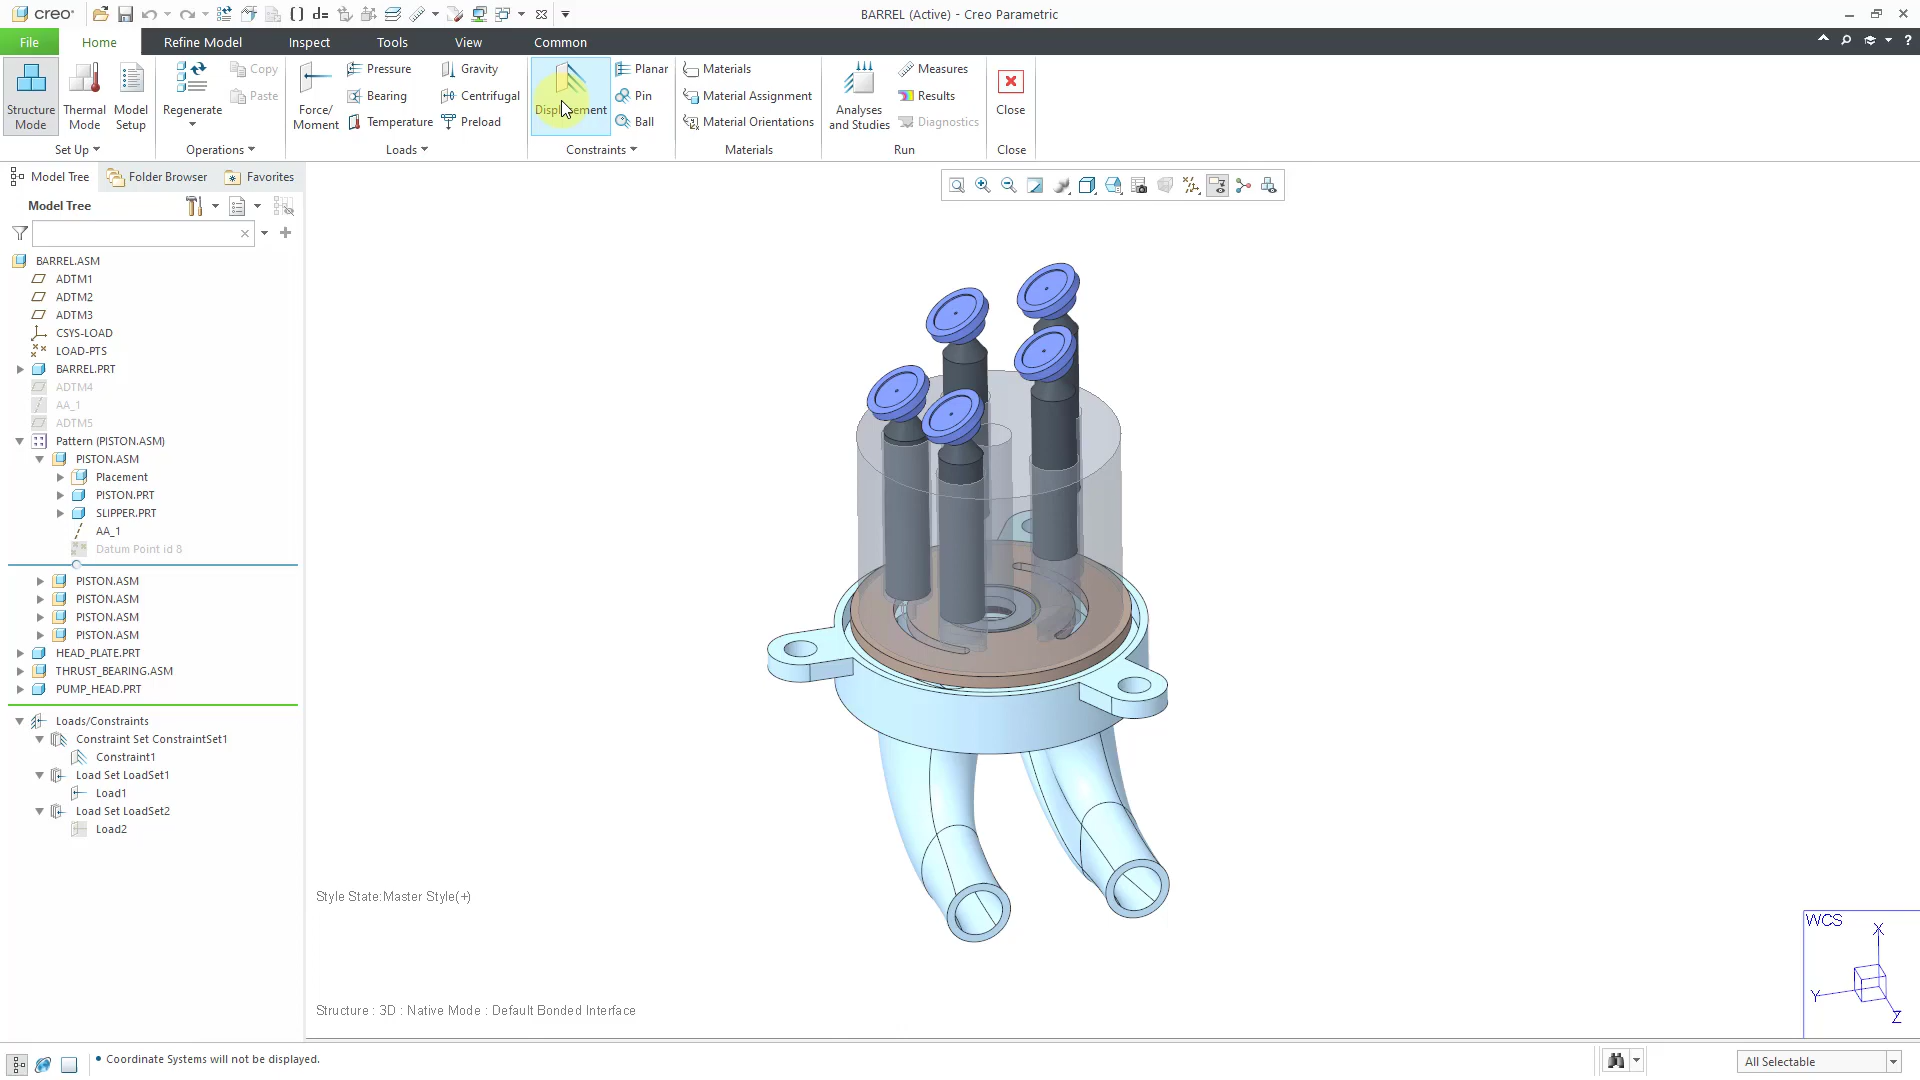 creo
BARREL (Active) - Creo Parametric
File
Home
Refine Model
Inspect
Tools
View
Common
Structure Mode
Thermal Mode
Model Setup
Regenerate
Copy
Paste
Force/ Moment
Pressure
Bearing
Temperature
Gravity
Centrifugal
Preload
Displacement
Planar
Pin
Ball
Materials
Material Assignment
Material Orientations
Analyses and Studies
Measures
Results
Diagnostics
Close
Set Up
Operations
Loads
Constraints
Materials
Run
Close
Model Tree
Folder Browser
Favorites
Model Tree
BARREL.ASM
ADTM1
ADTM2
ADTM3
CSYS-LOAD
LOAD-PTS
BARREL.PRT
ADTM4
AA_1
ADTM5
Pattern (PISTON.ASM)
PISTON.ASM
Placement
PISTON.PRT
SLIPPER.PRT
AA_1
Datum Point id 8
PISTON.ASM
PISTON.ASM
PISTON.ASM
PISTON.ASM
HEAD_PLATE.PRT
THRUST_BEARING.ASM
PUMP_HEAD.PRT
Loads/Constraints
Constraint Set ConstraintSet1
Constraint1
Load Set LoadSet1
Load1
Load Set LoadSet2
Load2
Style State:Master Style(+)
Structure : 3D : Native Mode : Default Bonded Interface
WCS
X
Y
Z
• Coordinate Systems will not be displayed.
All Selectable